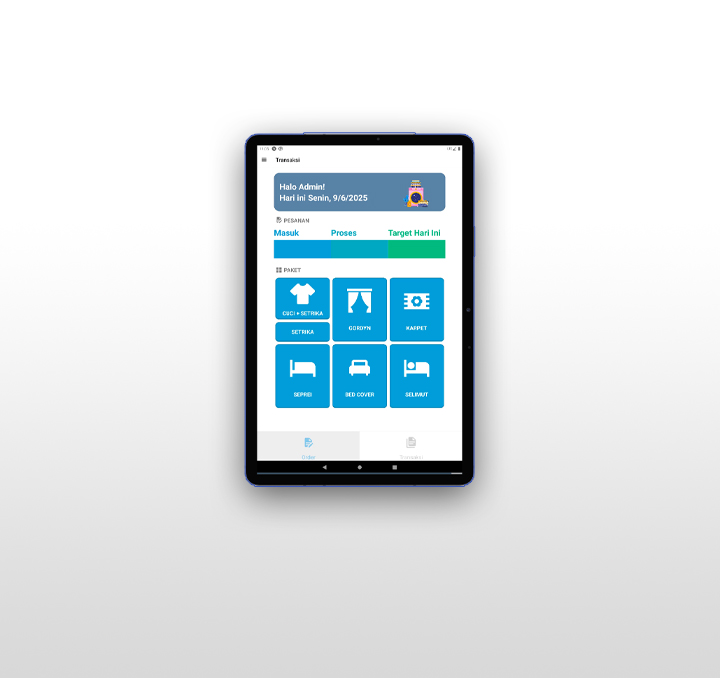 Transaksi
Halo Admin!
Hari ini Senin, 9/6/2025
PESANAN
Masuk Proses Target Hari Ini
PAKET
CUCI + SETRIKA
SETRIKA
GORDYN
KARPET
SEPREI
BED COVER
SELIMUT
Order
Transaksi